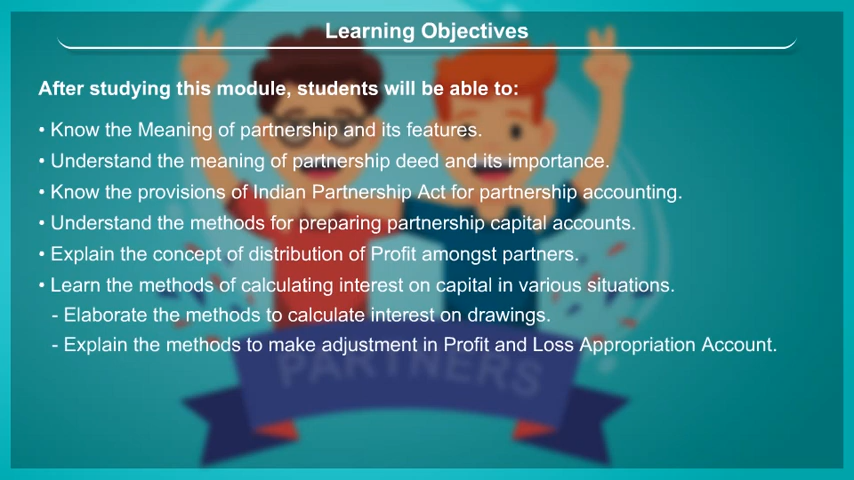 Learning Objectives
After studying this module, students will be able to:
• Know the Meaning of partnership and its features.
• Understand the meaning of partnership deed and its importance.
• Know the provisions of Indian Partnership Act for partnership accounting.
• Understand the methods for preparing partnership capital accounts.
• Explain the concept of distribution of Profit amongst partners.
• Learn the methods of calculating interest on capital in various situations.
- Elaborate the methods to calculate interest on drawings.
- Explain the methods to make adjustment in Profit and Loss Appropriation Account.
PARTNERS